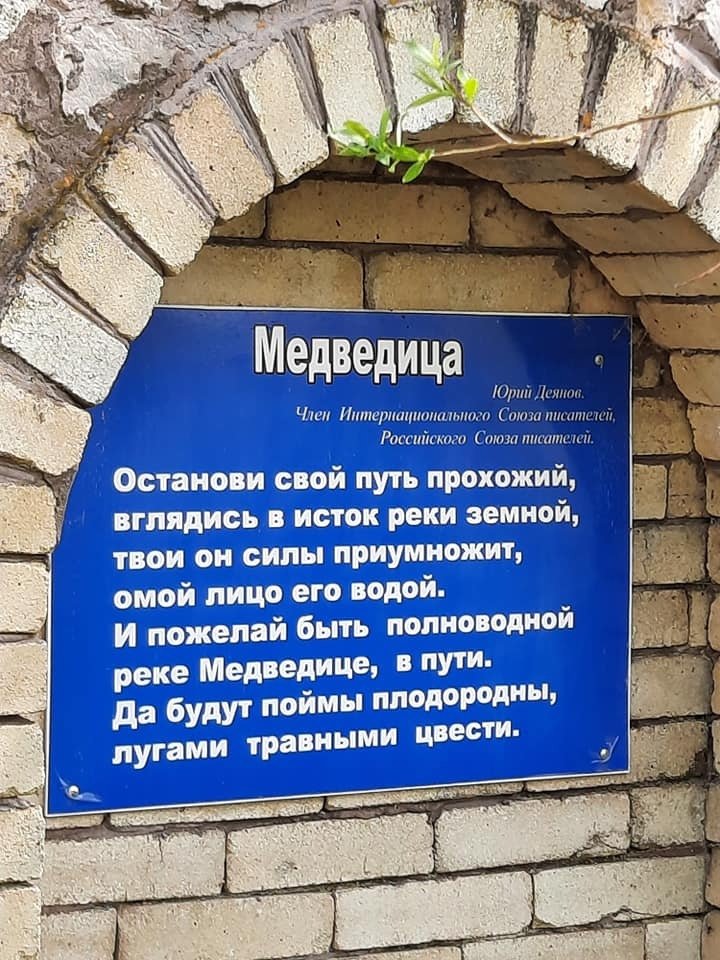 Медведица
Юрий Деянов.
Член Интернационального Союза писателей,
Российского Союза писателей.
Останови свой путь прохожий,
вглядись в исток реки земной,
твои он силы приумножит,
омой лицо его водой.
И пожелай быть полноводной
реке Медведице, в пути.
Да будут поймы плодородны,
лугами травными цвести.